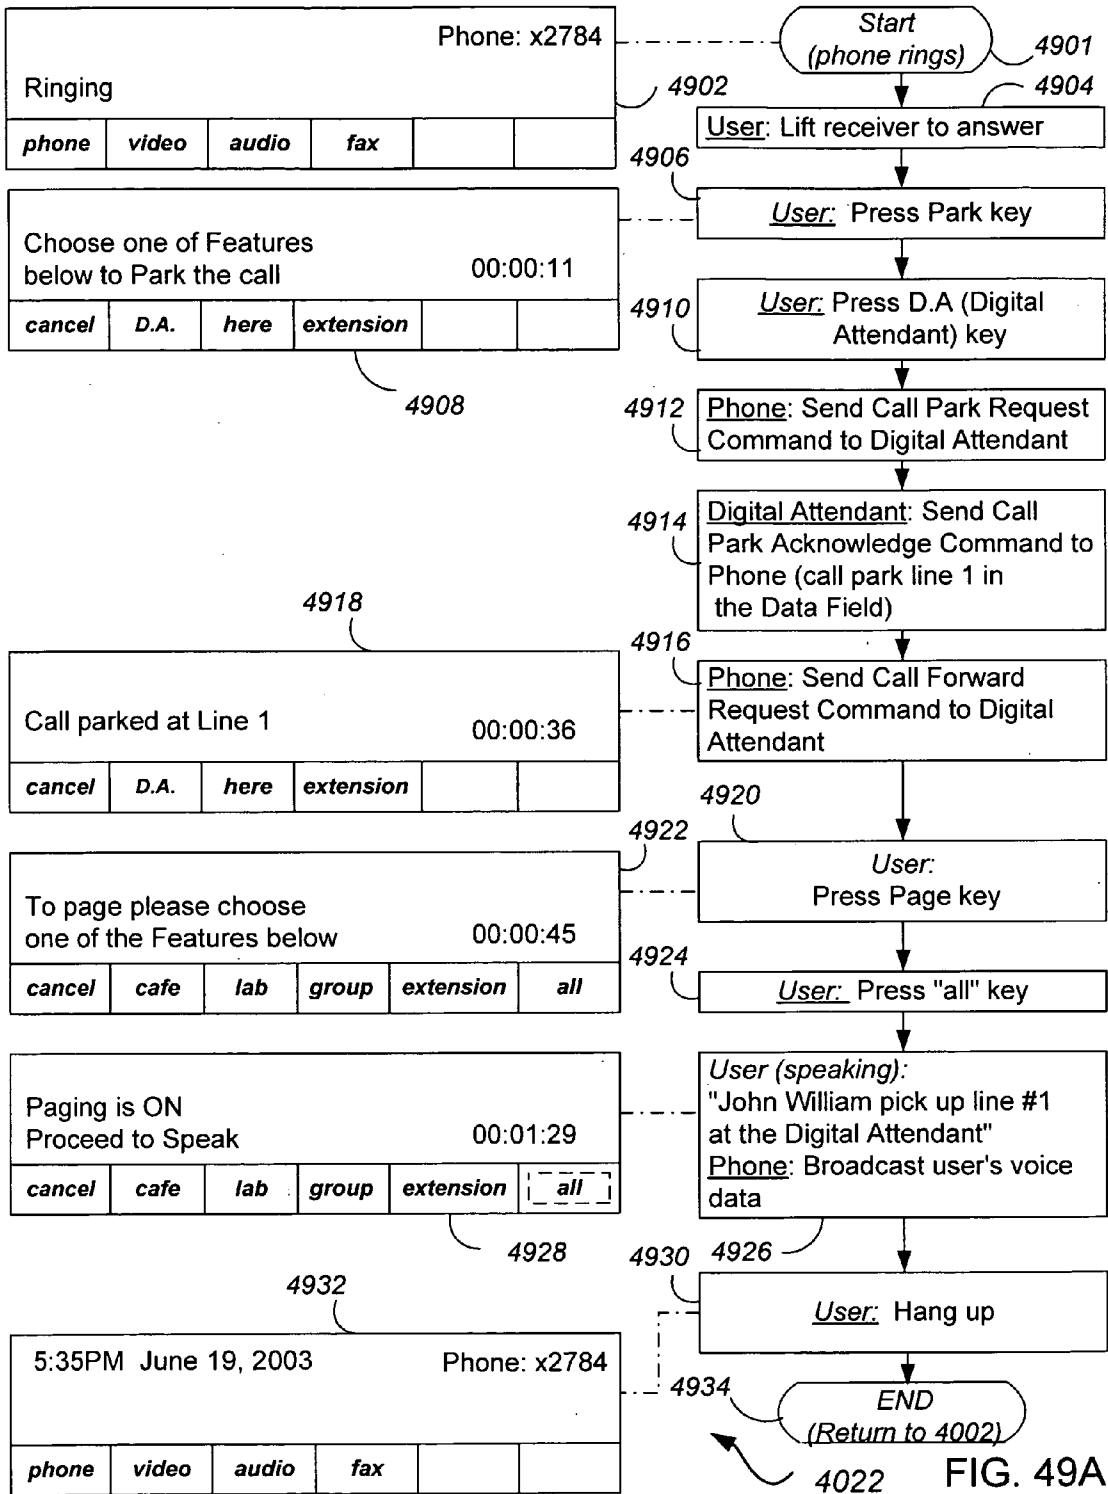 Phone: x2784
Ringing
phone video audio fax
4902
Start
(phone rings)
4901
4904
User: Lift receiver to answer
4906
User: Press Park key
Choose one of Features
below to Park the call 00:00:11
cancel D.A. here extension
4908
4910
User: Press D.A (Digital
Attendant) key
4912
Phone: Send Call Park Request
Command to Digital Attendant
4914
Digital Attendant: Send Call
Park Acknowledge Command to
Phone (call park line 1 in
the Data Field)
4918
4916
Phone: Send Call Forward
Request Command to Digital
Attendant
Call parked at Line 1 00:00:36
cancel D.A. here extension
4920
User:
Press Page key
4922
To page please choose
one of the Features below 00:00:45
cancel cafe lab group extension all
4924
User: Press "all" key
User (speaking):
"John William pick up line #1
at the Digital Attendant"
Phone: Broadcast user's voice
data
4926
Paging is ON
Proceed to Speak 00:01:29
cancel cafe lab group extension all
4928
4930
User: Hang up
4932
5:35PM June 19, 2003 Phone: x2784
phone video audio fax
4934
END
(Return to 4002)
4022
FIG. 49A